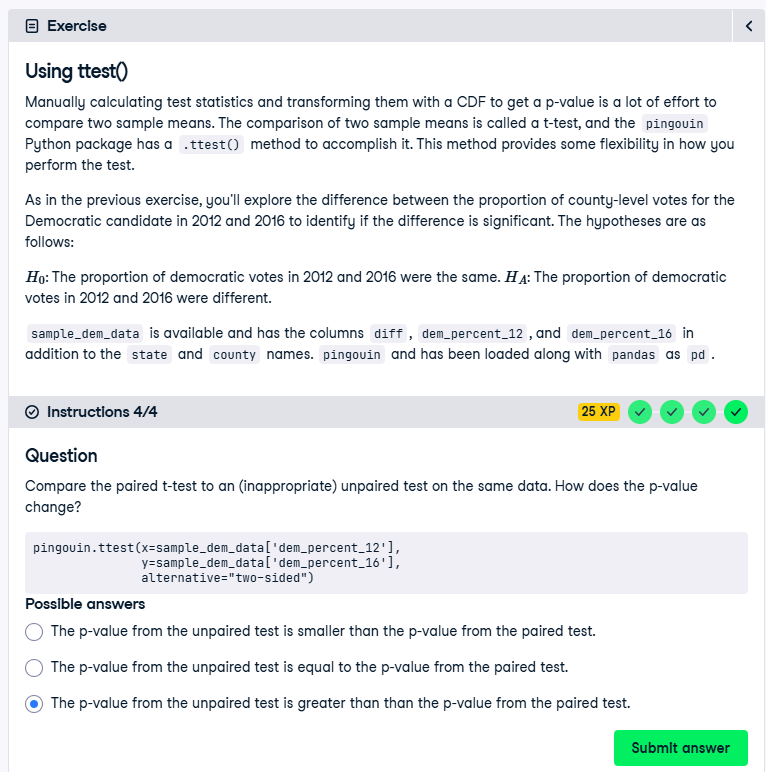 Exercise
Using ttest()
Manually calculating test statistics and transforming them with a CDF to get a p-value is a lot of effort to
compare two sample means. The comparison of two sample means is called a t-test, and the pingouin
Python package has a .ttest() method to accomplish it. This method provides some flexibility in how you
perform the test.
As in the previous exercise, you'll explore the difference between the proportion of county-level votes for the
Democratic candidate in 2012 and 2016 to identify if the difference is significant. The hypotheses are as
follows:
H0: The proportion of democratic votes in 2012 and 2016 were the same. HA: The proportion of democratic
votes in 2012 and 2016 were different.
sample_dem_data is available and has the columns diff, dem_percent_12, and dem_percent_16 in
addition to the state and county names. pingouin and has been loaded along with pandas as pd.
Instructions 4/4
25 XP
Question
Compare the paired t-test to an (inappropriate) unpaired test on the same data. How does the p-value
change?
pingouin.ttest(x=sample_dem_data['dem_percent_12'],
y=sample_dem_data['dem_percent_16'],
alternative="two-sided")
Possible answers
The p-value from the unpaired test is smaller than the p-value from the paired test.
The p-value from the unpaired test is equal to the p-value from the paired test.
The p-value from the unpaired test is greater than than the p-value from the paired test.
Submit answer